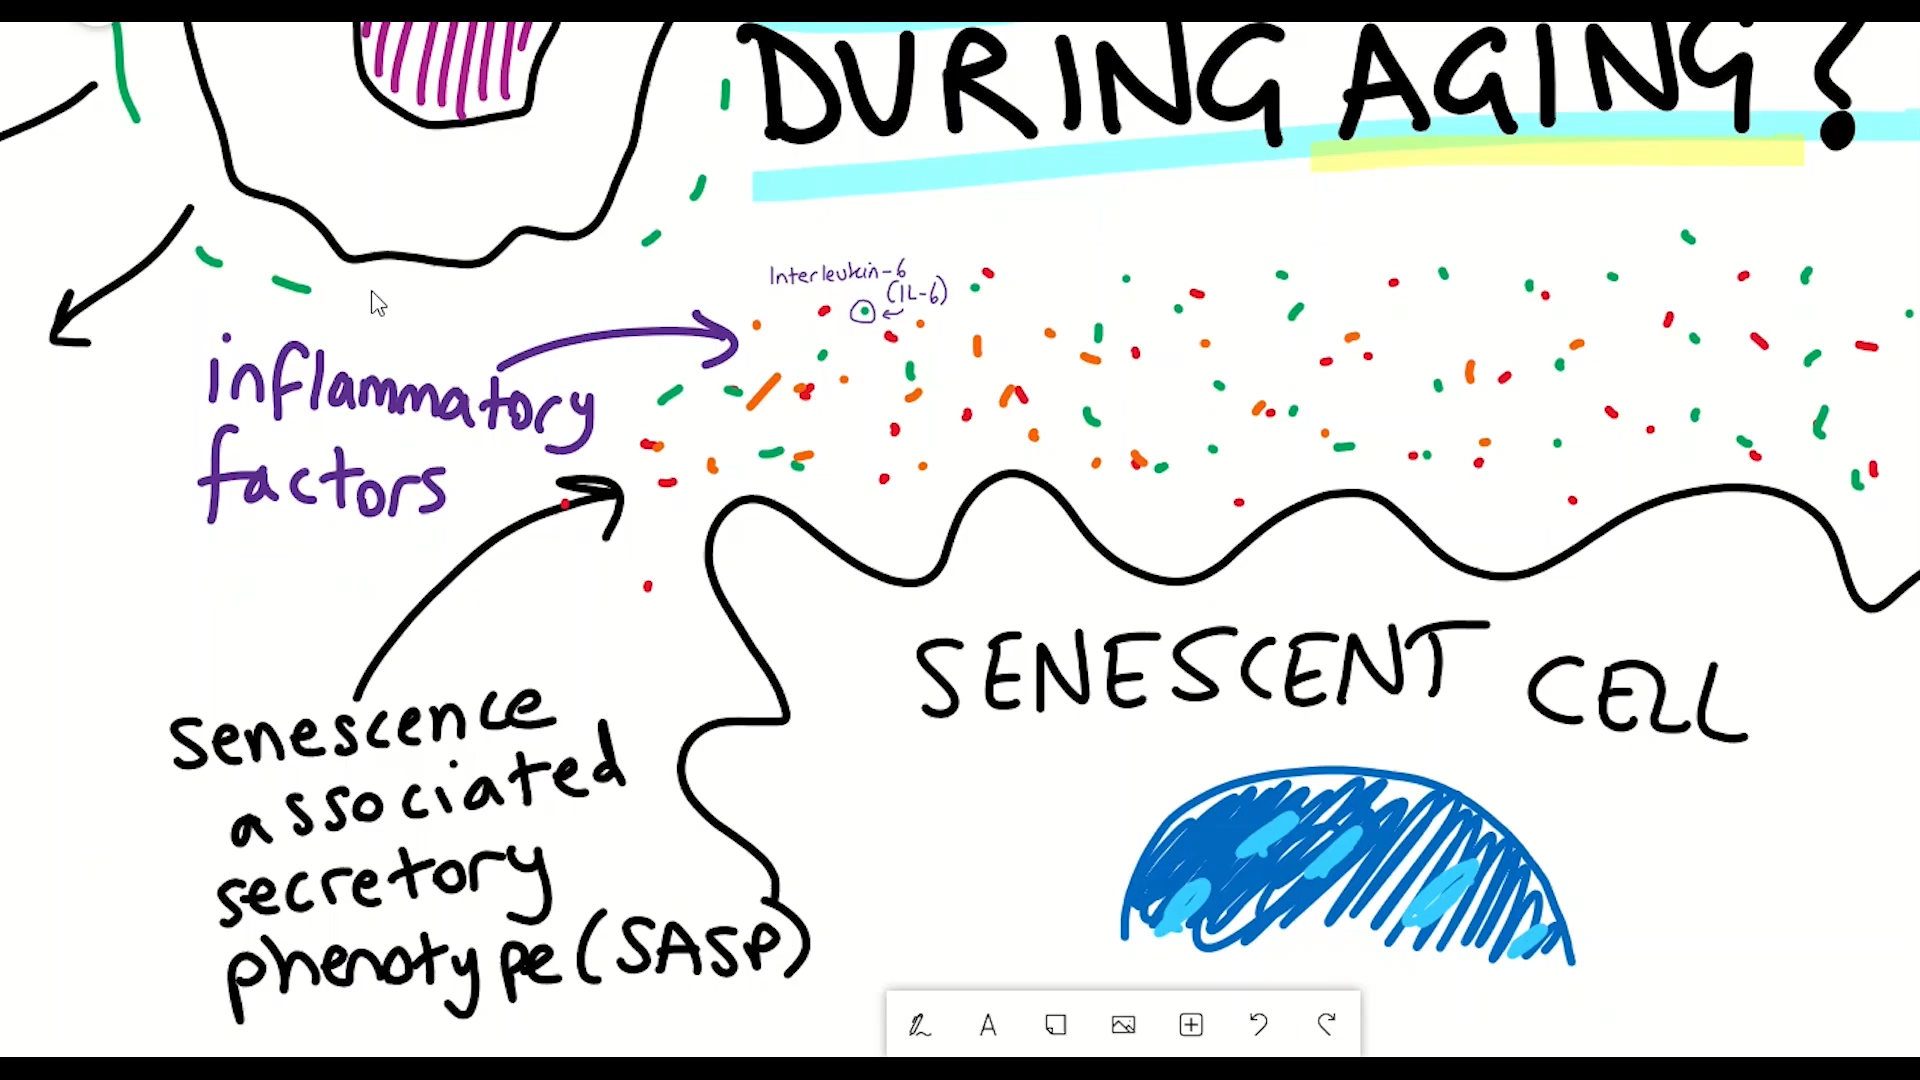 DURING AGING?
Interleukin-6
(IL-6)
inflammatory
factors
SENESCENT CELL
senescence
associated
secretory
phenotype (SASP)
A